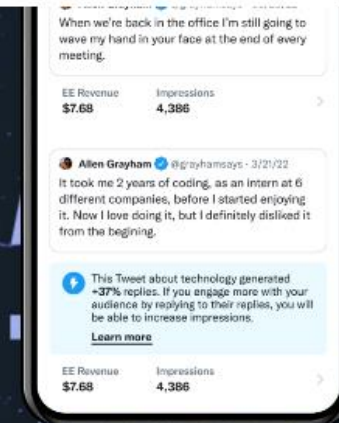 When we're back in the office I'm still going to
wave my hand in your face at the end of every
meeting.
EE Revenue Impressions
$7.68 4,386
Allen Grayham @grayhamsays · 3/21/22
It took me 2 years of coding, as an intern at 6
different companies, before I started enjoying
it. Now I love doing it, but I definitely disliked it
from the begining.
This Tweet about technology generated
+37% replies. If you engage more with your
audience by replying to their replies, you will
be able to increase impressions.
Learn more
EE Revenue Impressions
$7.68 4,386